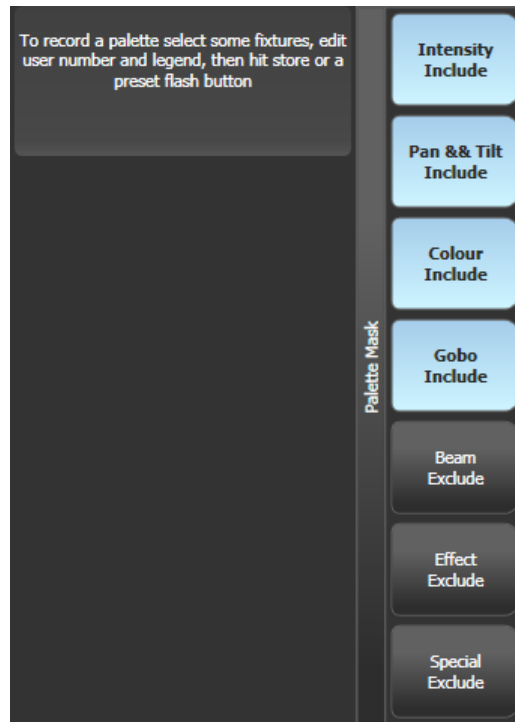 To record a palette select some fixtures, edit
user number and legend, then hit store or a
preset flash button
Palette Mask
Intensity
Include
Pan && Tilt
Include
Colour
Include
Gobo
Include
Beam
Exclude
Effect
Exclude
Special
Exclude